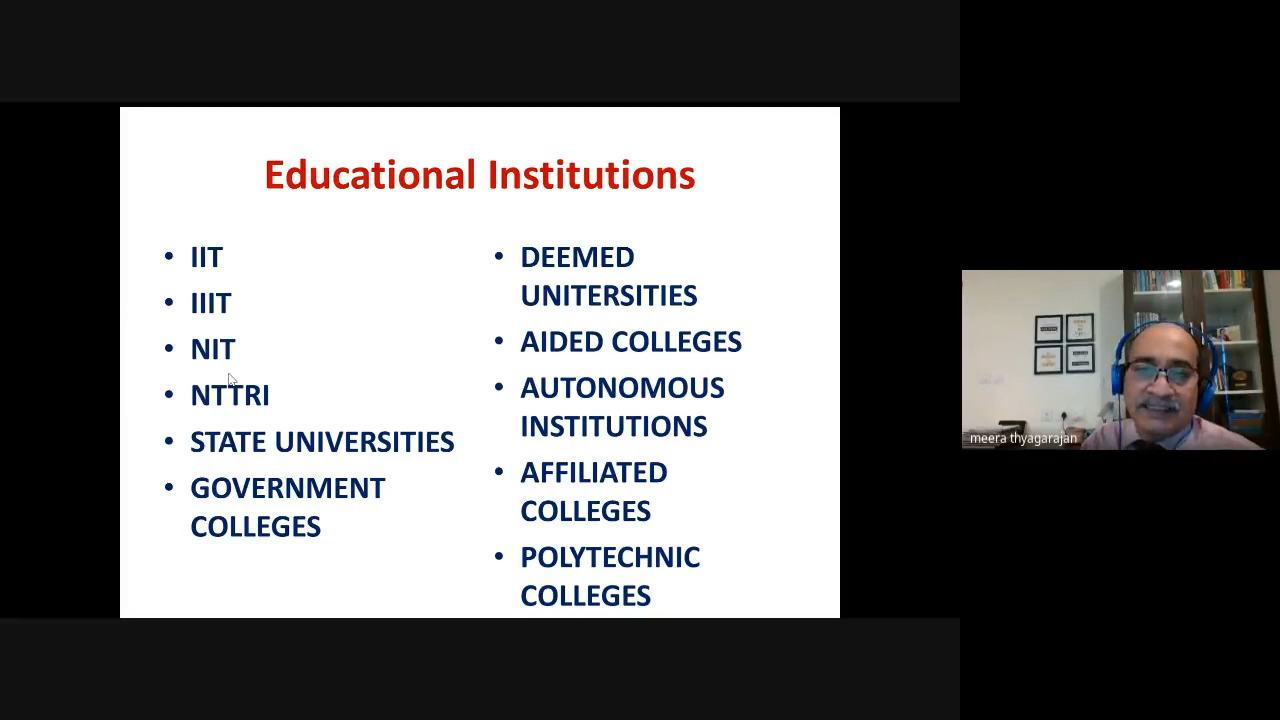 Educational Institutions
• IIT
• IIIT
• NIT
• NTTRI
• STATE UNIVERSITIES
• GOVERNMENT
COLLEGES
• DEEMED
UNITERSITIES
• AIDED COLLEGES
• AUTONOMOUS
INSTITUTIONS
• AFFILIATED
COLLEGES
• POLYTECHNIC
COLLEGES
meera thyagarajan